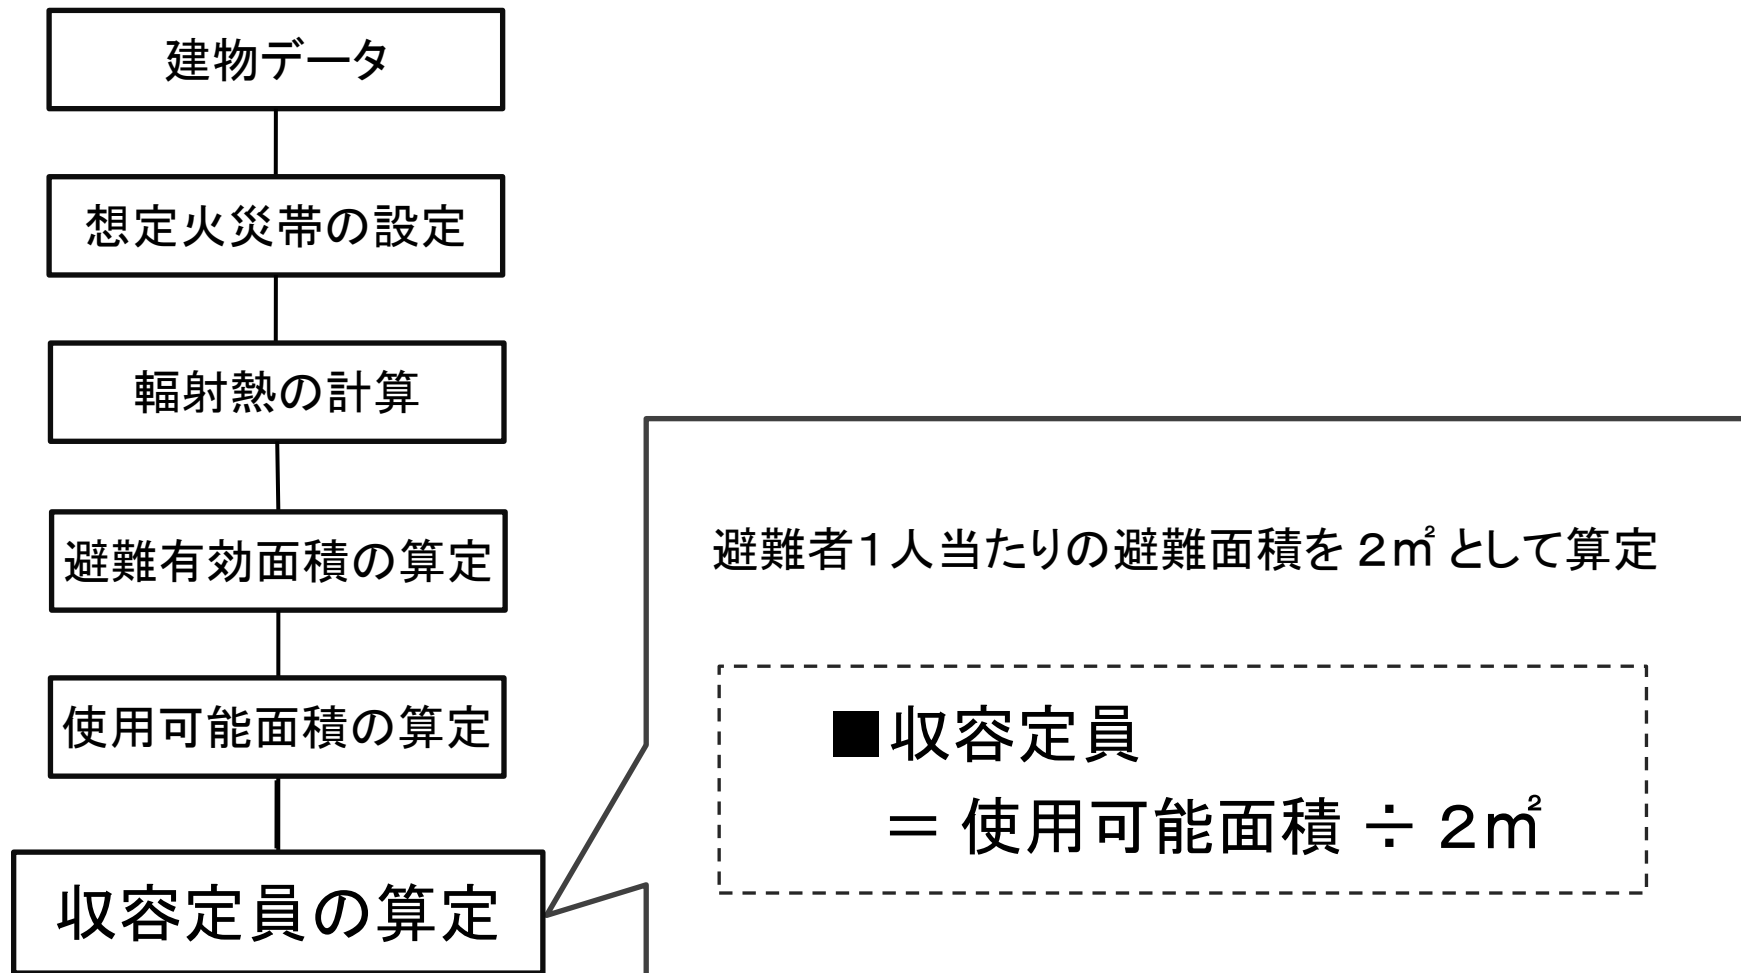 建物データ
想定火災帯の設定
輻射熱の計算
避難有効面積の算定
使用可能面積の算定
収容定員の算定
避難者1人当たりの避難面積を 2㎡ として算定
■収容定員
＝ 使用可能面積 ÷ 2㎡